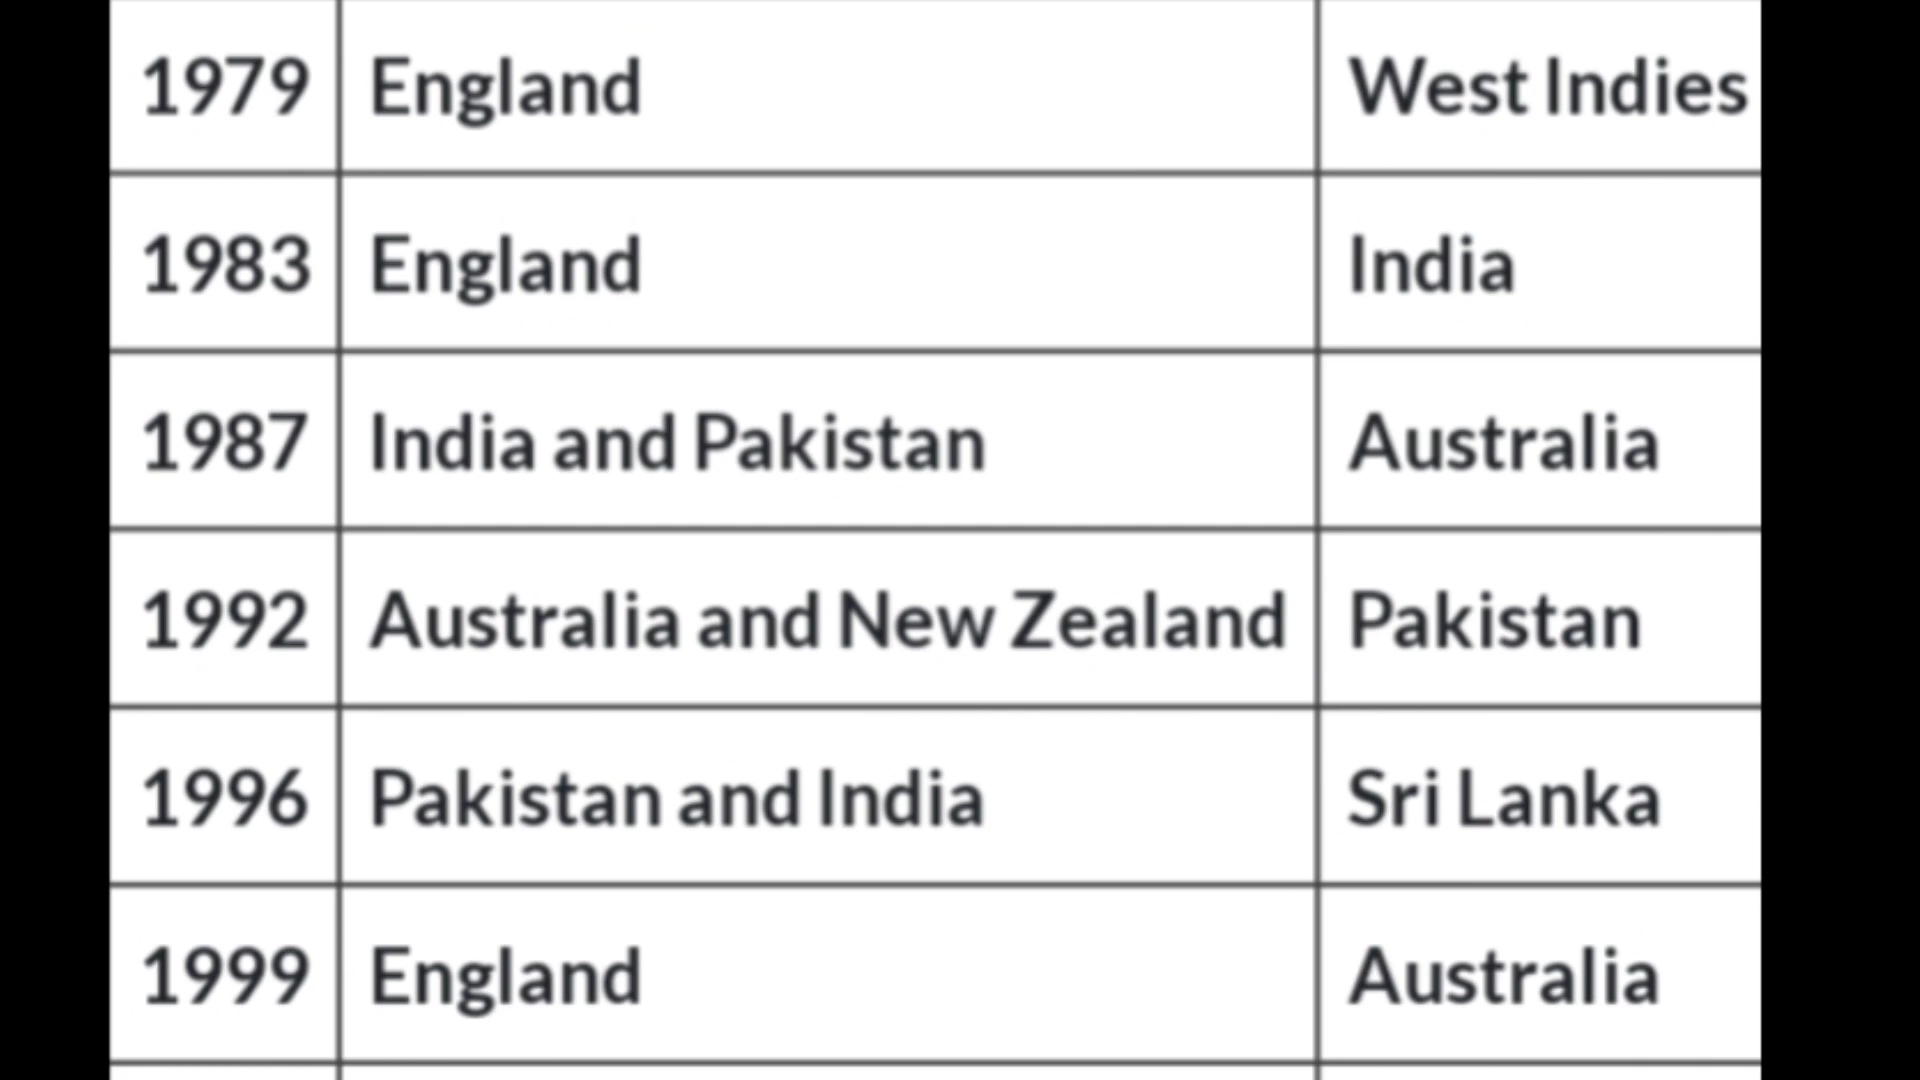 1979 England West Indies
1983 England India
1987 India and Pakistan Australia
1992 Australia and New Zealand Pakistan
1996 Pakistan and India Sri Lanka
1999 England Australia